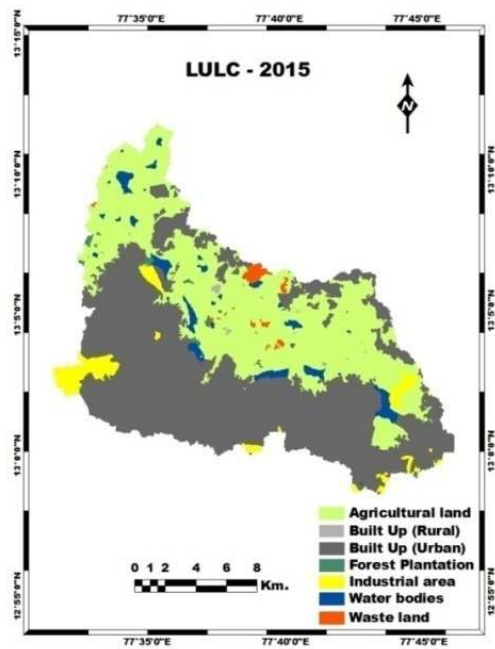 77°35'0"E 77°40'0"E 77°45'0"E
13°15'0"N
LULC - 2015
N
13°10'0"N 13°10'0"N
13°5'0"N 13°5'0"N
13°0'0"N 13°0'0"N
Agricultural land
Built Up (Rural)
Built Up (Urban)
Forest Plantation
Industrial area
Water bodies
Waste land
0 1 2 4 6 8
Km.
12°55'0"N 12°55'0"N
77°35'0"E 77°40'0"E 77°45'0"E